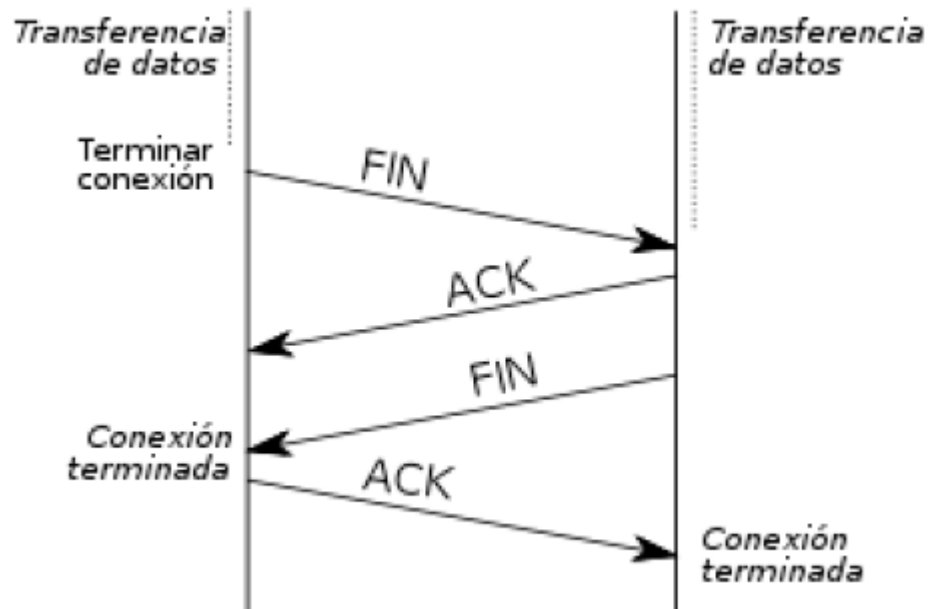 Transferencia
de datos
Transferencia
de datos
Terminar
conexión
FIN
ACK
FIN
Conexión
terminada
ACK
Conexión
terminada